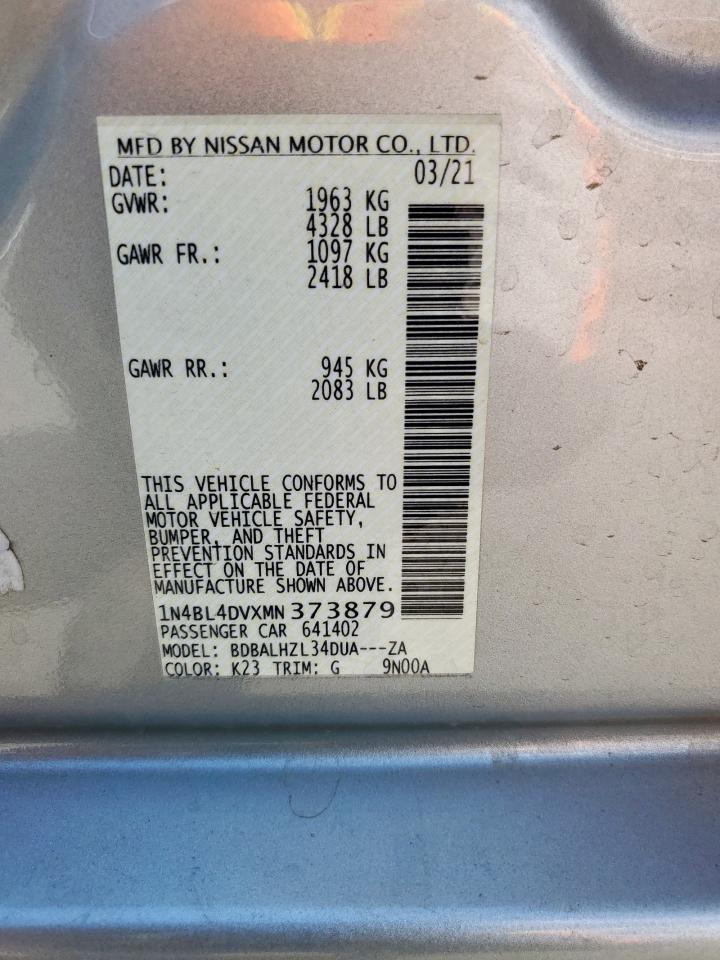 MFD BY NISSAN MOTOR CO., LTD.
DATE: 03/21
GVWR: 1963 KG
4328 LB
GAWR FR.: 1097 KG
2418 LB
GAWR RR.: 945 KG
2083 LB
THIS VEHICLE CONFORMS TO
ALL APPLICABLE FEDERAL
MOTOR VEHICLE SAFETY,
BUMPER, AND THEFT
PREVENTION STANDARDS IN
EFFECT ON THE DATE OF
MANUFACTURE SHOWN ABOVE.
1N4BL4DVXMN373879
PASSENGER CAR 641402
MODEL: BDBALHZL34DUA---ZA
COLOR: K23 TRIM: G 9N00A